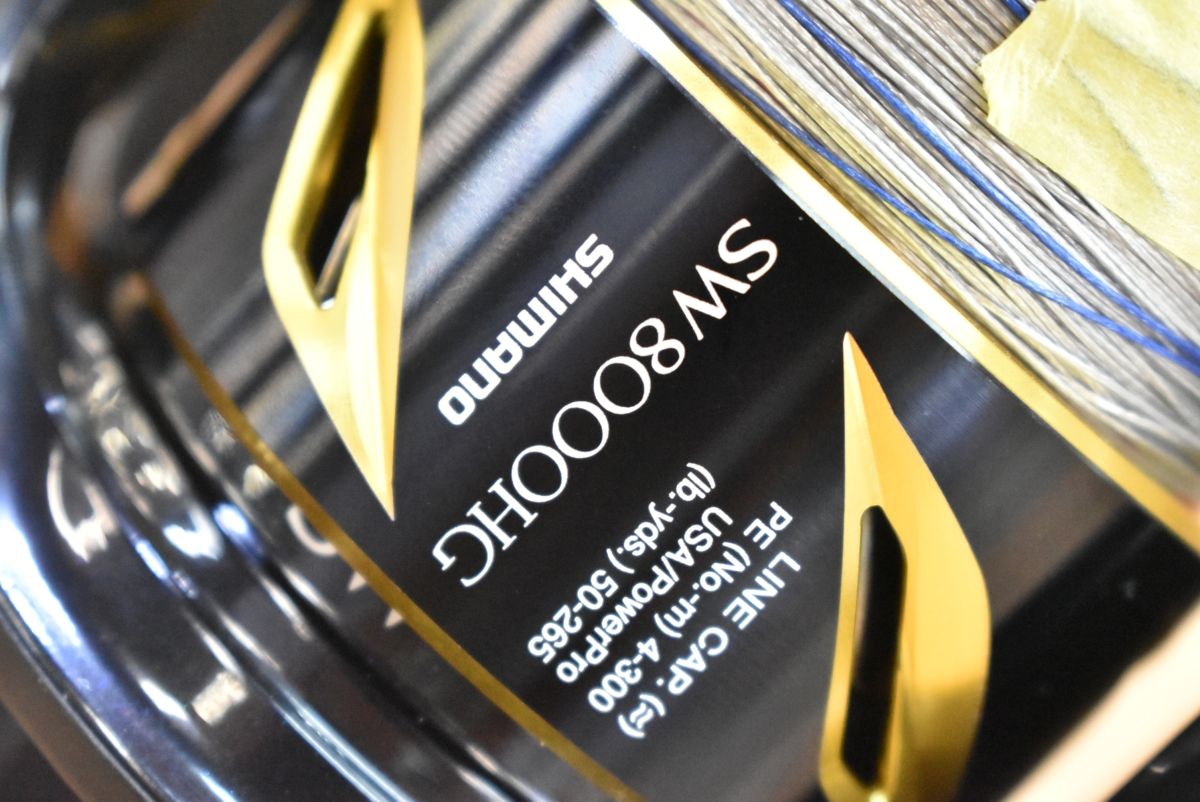 SHIMANO
SW 8000HG
LINE CAP. (≈)
PE (No.-m) 4-300
USA/PowerPro
(lb.-yds.) 50-265